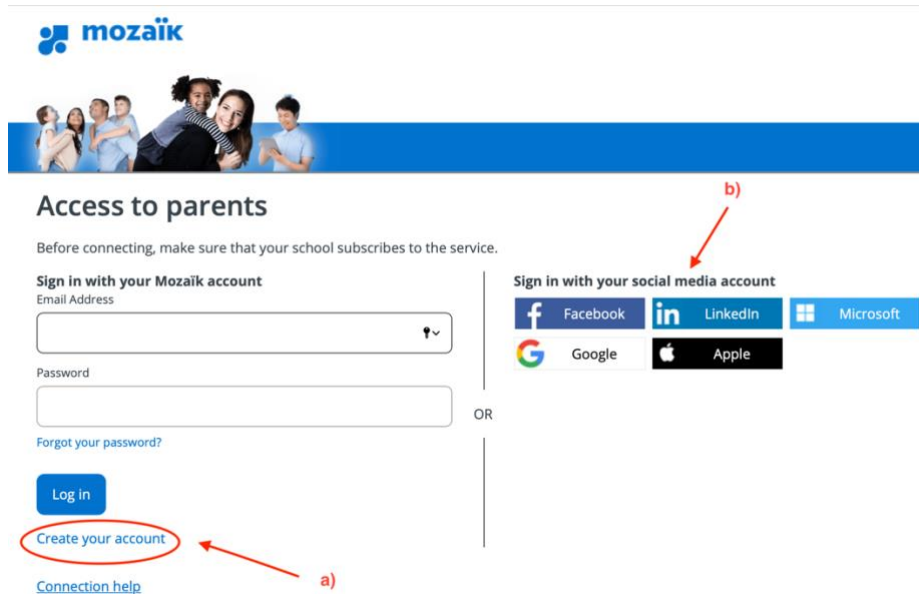 mozaïk
b)
Access to parents
Before connecting, make sure that your school subscribes to the service.
Sign in with your Mozaïk account
Email Address
Password
Forgot your password?
Log in
Create your account
Connection help
a)
OR
Sign in with your social media account
Facebook
LinkedIn
Microsoft
Google
Apple